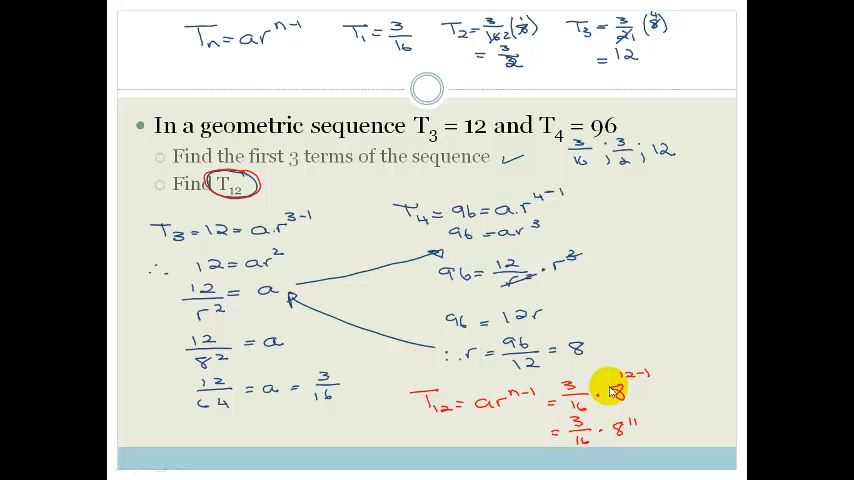 Tn = ar^(n-1) T1 = 3/16 T2 = 3/16 2 (8) 1 T3 = 3/2 1 (8) 4
= 3/2 = 12
• In a geometric sequence T3 = 12 and T4 = 96
Find the first 3 terms of the sequence ✓ 3/16 ; 3/2 ; 12
Find T12
T3 = 12 = a.r^(3-1)
∴ 12 = ar^2
12/r^2 = a
12/8^2 = a
12/64 = a = 3/16
T4 = 96 = a.r^(4-1)
96 = ar^3
96 = 12/r^2 · r^3
96 = 12r
∴ r = 96/12 = 8
T12 = ar^(n-1) = 3/16 · 8^(12-1)
= 3/16 · 8^11